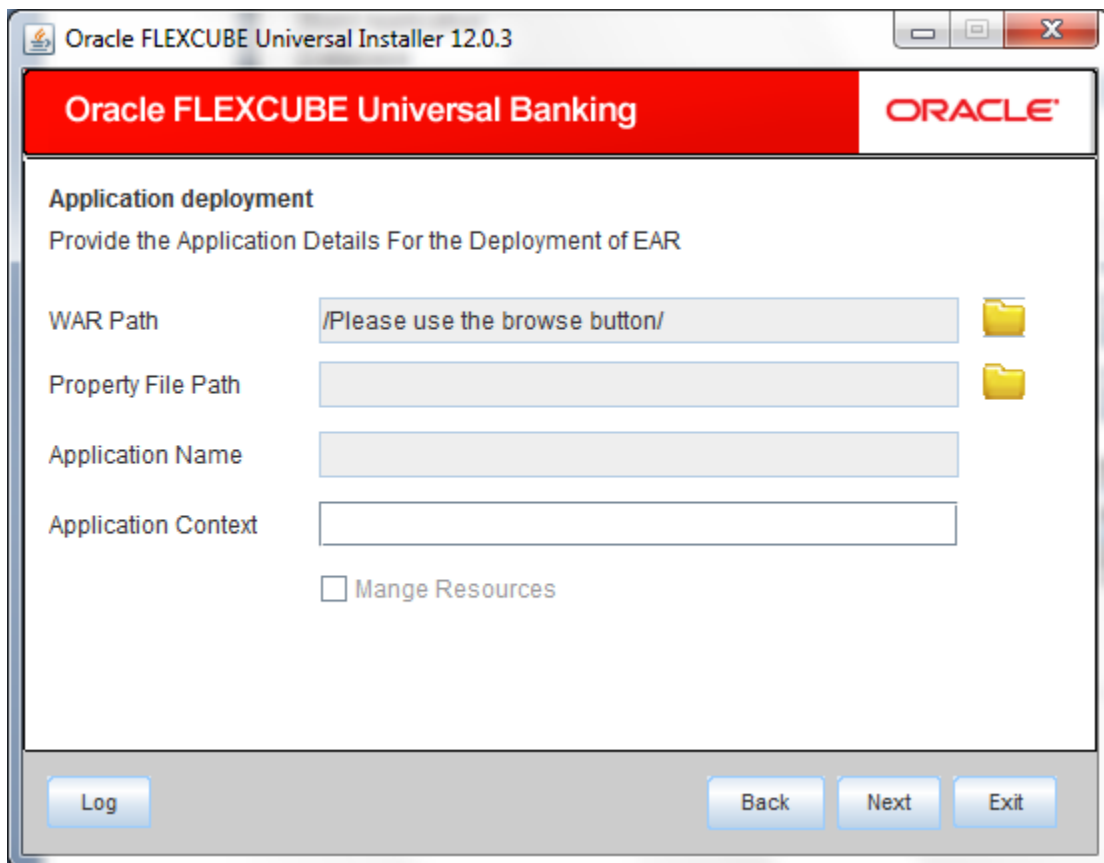 Oracle FLEXCUBE Universal Installer 12.0.3
Oracle FLEXCUBE Universal Banking
ORACLE
Application deployment
Provide the Application Details For the Deployment of EAR
WAR Path /Please use the browse button/
Property File Path
Application Name
Application Context
Mange Resources
Log Back Next Exit